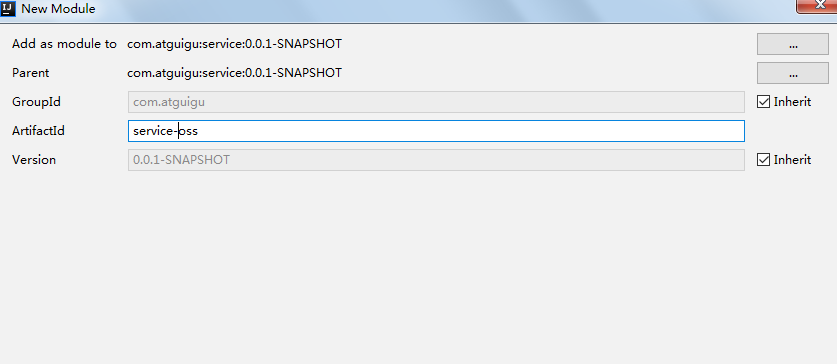 New Module
Add as module to com.atguigu:service:0.0.1-SNAPSHOT ...
Parent com.atguigu:service:0.0.1-SNAPSHOT ...
GroupId com.atguigu Inherit
ArtifactId service-oss
Version 0.0.1-SNAPSHOT Inherit